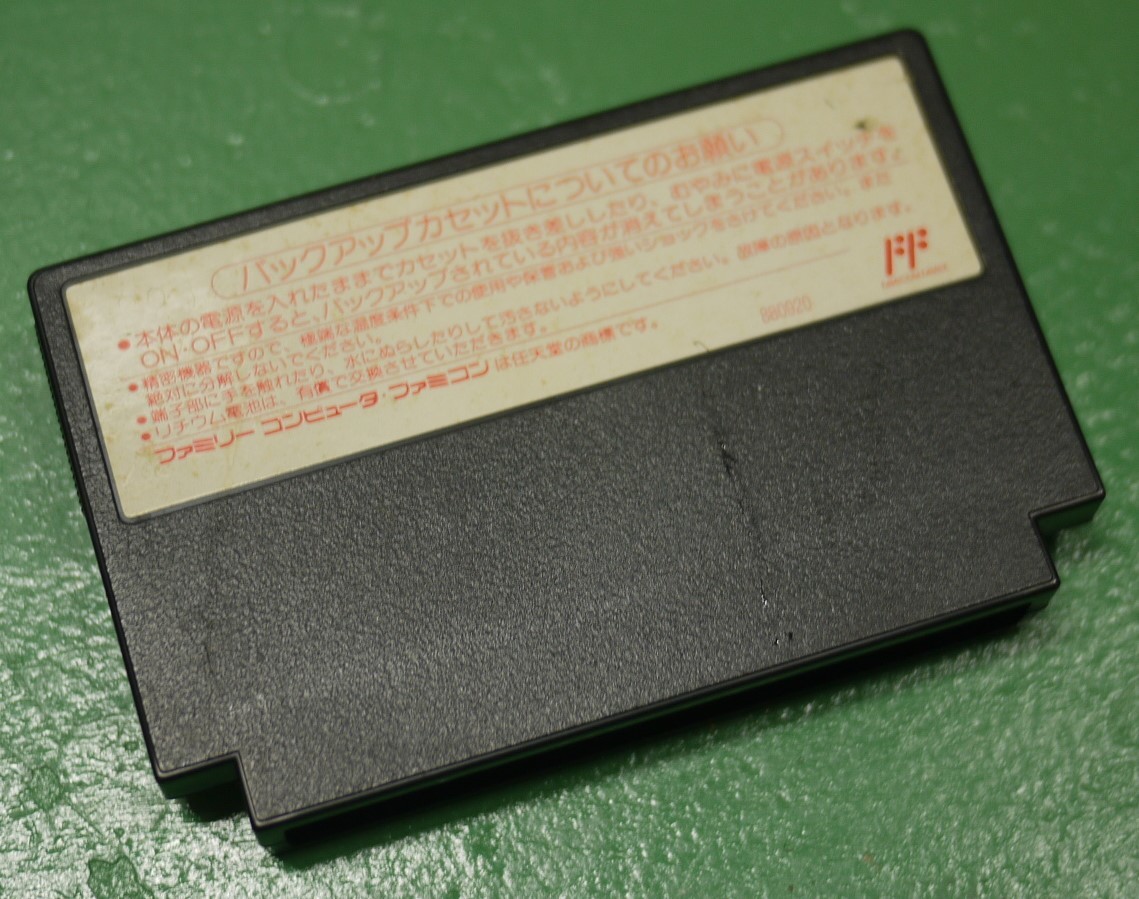 バックアップカセットについてのお願い
●本体の電源を入れたままでカセットを抜き差ししたり、むやみに電源スイッチを
ON・OFFすると、バックアップされている内容が消えてしまうことがあります。
●精密機器ですので、極端な温度条件下での使用や保管および強いショックをさけてください。また
絶対に分解しないでください。
●端子部に手を触れたり、水にぬらしたりして汚さないようにしてください。故障の原因となります。
●リチウム電池は、有償で交換させていただきます。
ファミリー コンピュータ・ファミコンは任天堂の商標です。
FF